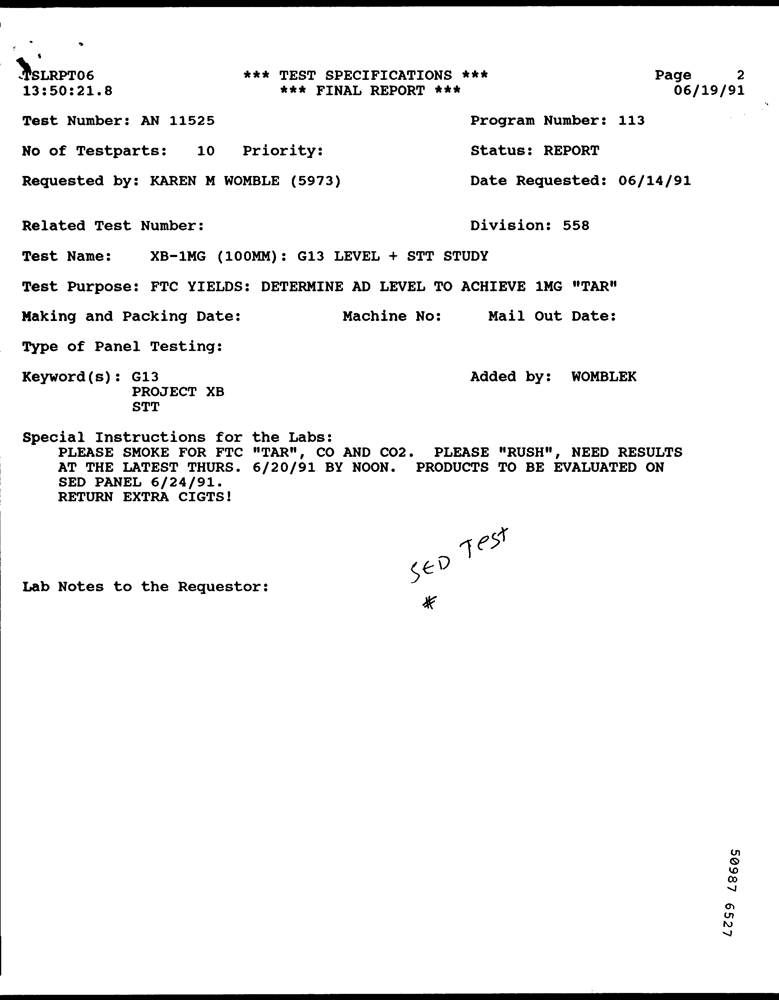 TSLRPT06 *** TEST SPECIFICATIONS *** Page 2
13:50:21.8 *** FINAL REPORT *** 06/19/91
Test Number: AN 11525 Program Number: 113
No of Testparts: 10 Priority: Status: REPORT
Requested by: KAREN M WOMBLE (5973) Date Requested: 06/14/91
Related Test Number: Division: 558
Test Name: XB-1MG (100MM): G13 LEVEL + STT STUDY
Test Purpose: FTC YIELDS: DETERMINE AD LEVEL TO ACHIEVE 1MG "TAR"
Making and Packing Date: Machine No: Mail Out Date:
Type of Panel Testing:
Keyword(s): G13 Added by: WOMBLEK
PROJECT XB
STT
Special Instructions for the Labs:
PLEASE SMOKE FOR FTC "TAR", CO AND CO2. PLEASE "RUSH", NEED RESULTS
AT THE LATEST THURS. 6/20/91 BY NOON. PRODUCTS TO BE EVALUATED ON
SED PANEL 6/24/91.
RETURN EXTRA CIGTS!
SED Test
Lab Notes to the Requestor:
*
50987 6527